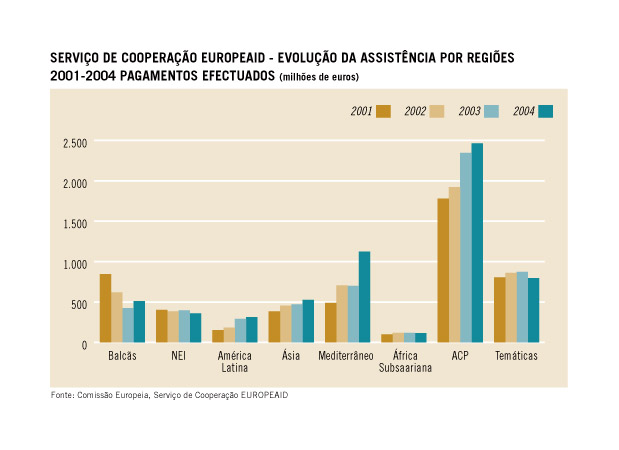 SERVIÇO DE COOPERAÇÃO EUROPEAID - EVOLUÇÃO DA ASSISTÊNCIA POR REGIÕES
2001-2004 PAGAMENTOS EFECTUADOS (milhões de euros)
2001 2002 2003 2004
2.500
2.000
1.500
1.000
500
0
Balcãs NEI América Latina Ásia Mediterrâneo África Subsaariana ACP Temáticas
Fonte: Comissão Europeia, Serviço de Cooperação EUROPEAID